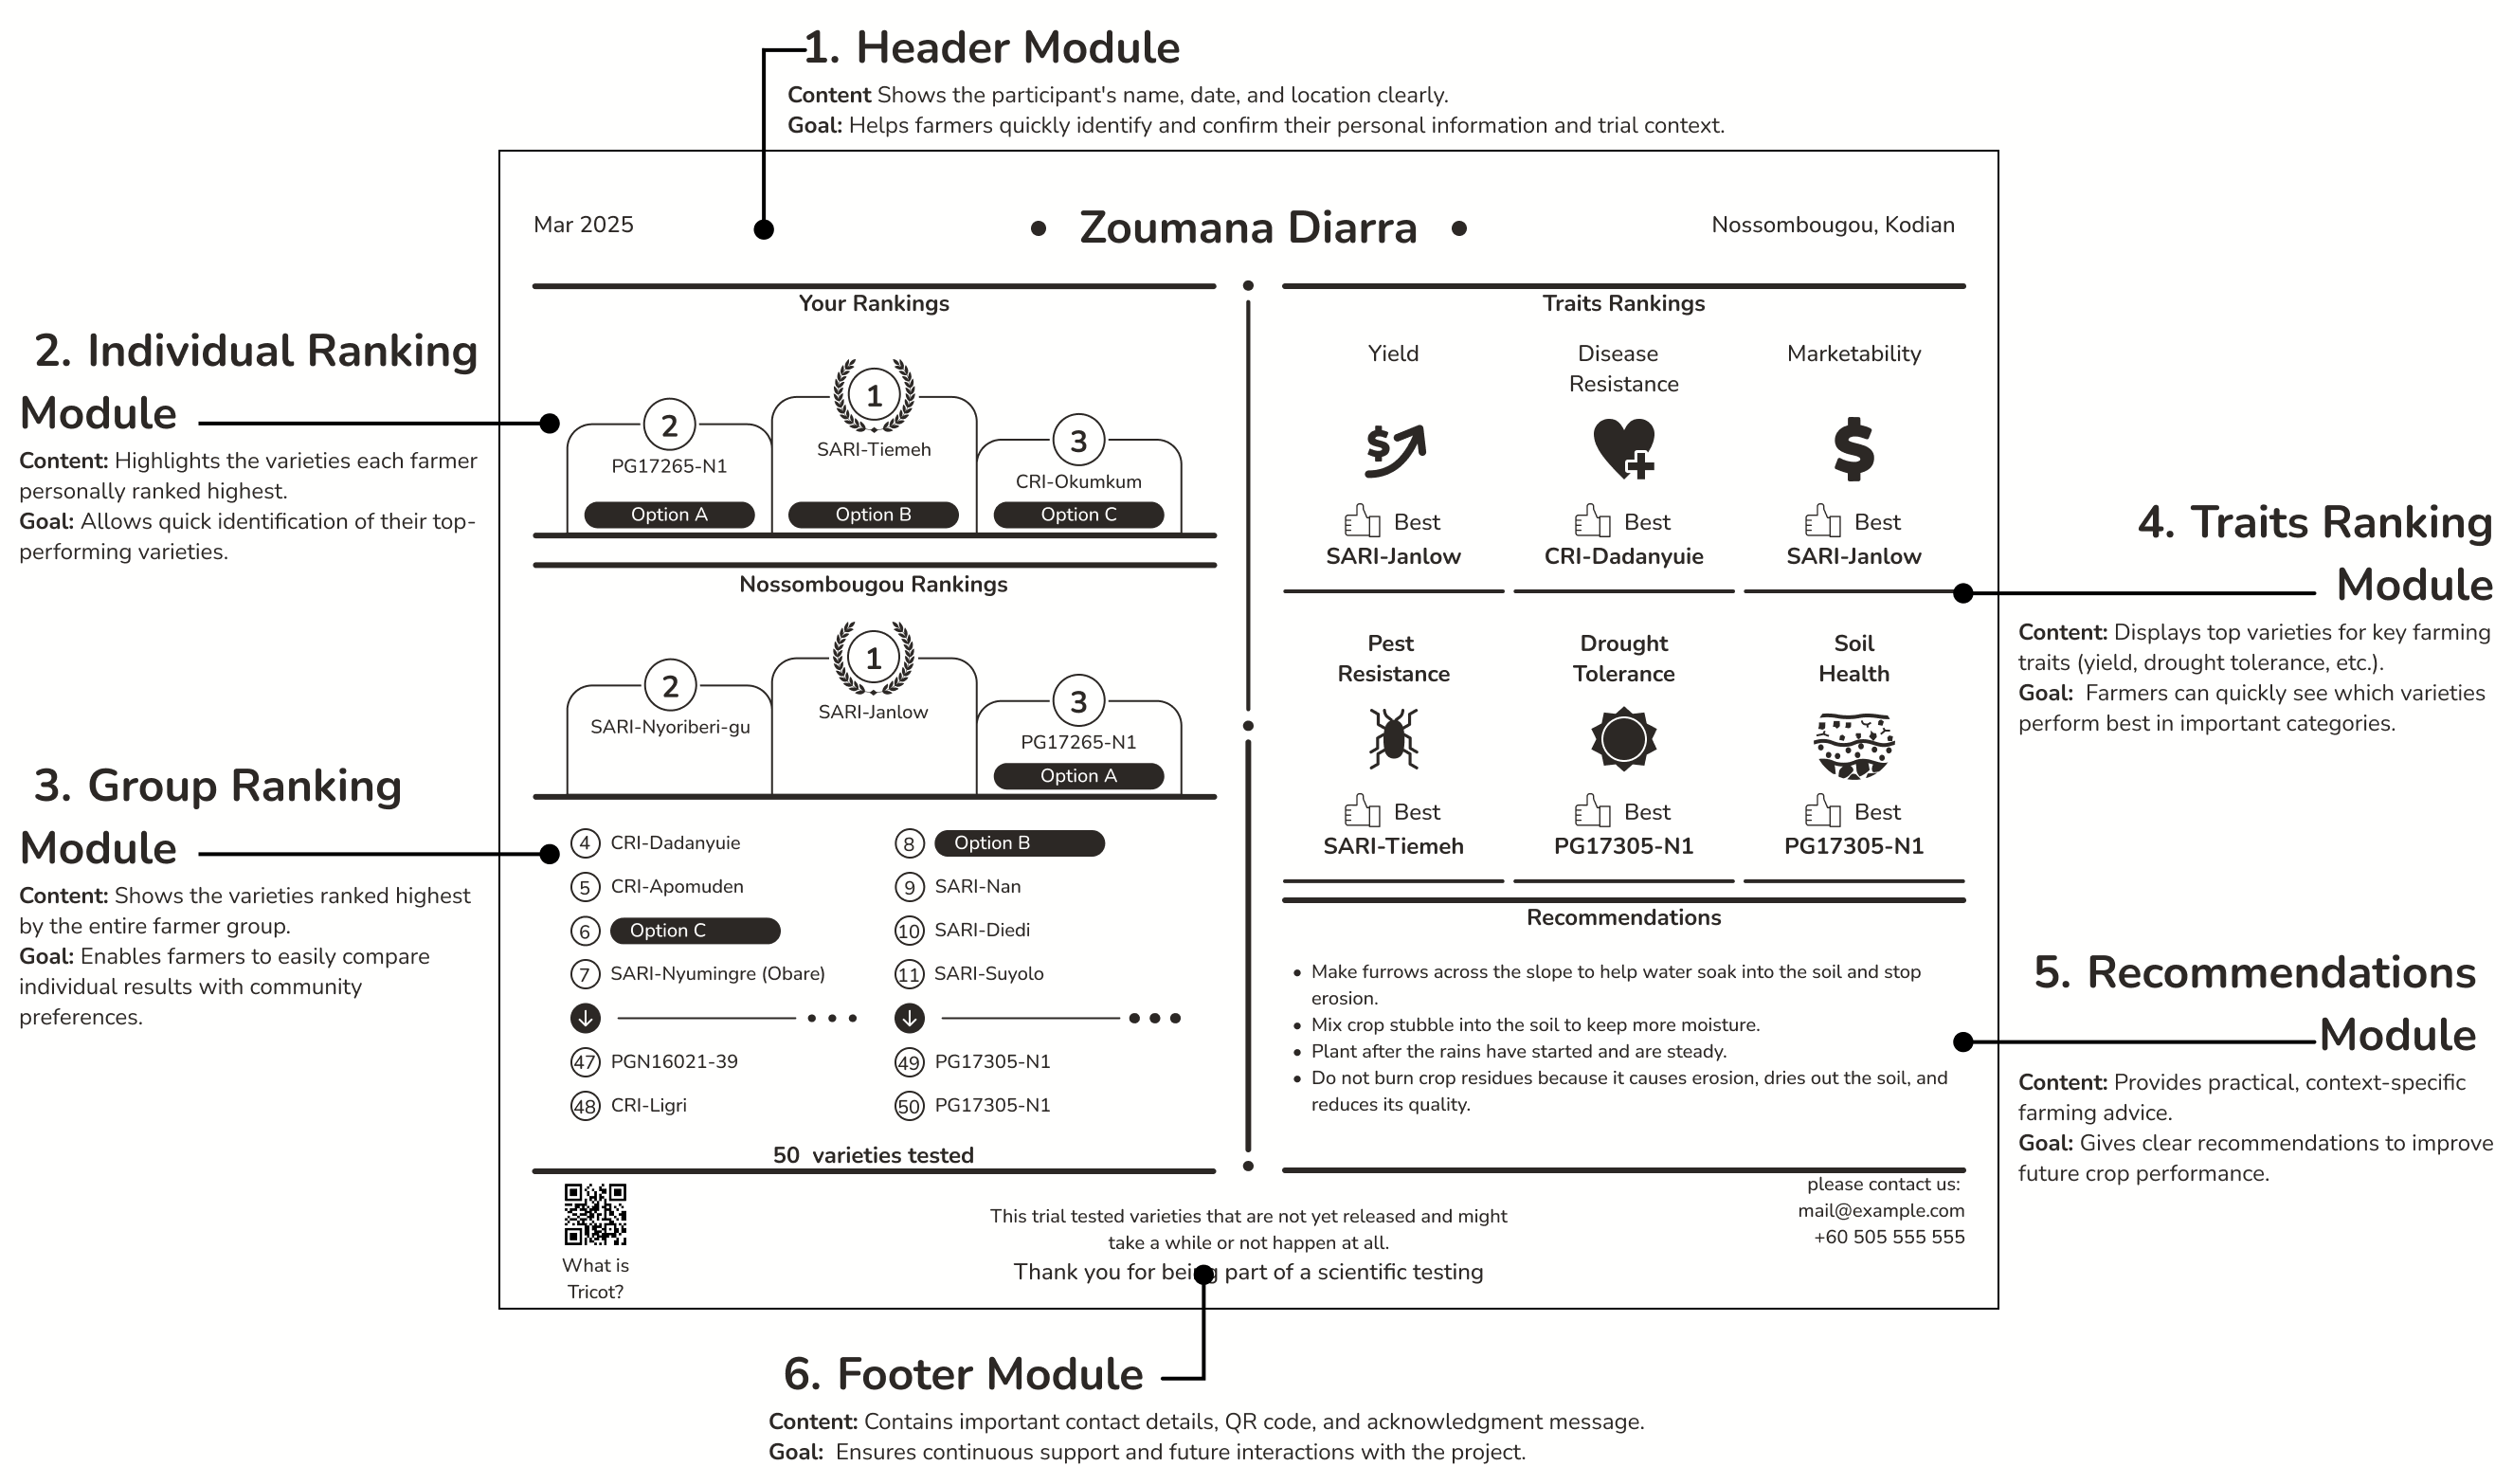 1. Header Module
Content Shows the participant's name, date, and location clearly.
Goal: Helps farmers quickly identify and confirm their personal information and trial context.
Mar 2025
• Zoumana Diarra •
Nossombougou, Kodian
2. Individual Ranking
Module
Content: Highlights the varieties each farmer
personally ranked highest.
Goal: Allows quick identification of their top-
performing varieties.
3. Group Ranking
Module
Content: Shows the varieties ranked highest
by the entire farmer group.
Goal: Enables farmers to easily compare
individual results with community
preferences.
Your Rankings
2
PG17265-N1
Option A
1
SARI-Tiemeh
Option B
3
CRI-Okumkum
Option C
Nossombougou Rankings
2
SARI-Nyoriberi-gu
1
SARI-Janlow
3
PG17265-N1
Option A
4 CRI-Dadanyuie
5 CRI-Apomuden
6 Option C
7 SARI-Nyumingre (Obare)
47 PGN16021-39
48 CRI-Ligri
8 Option B
9 SARI-Nan
10 SARI-Diedi
11 SARI-Suyolo
49 PG17305-N1
50 PG17305-N1
50 varieties tested
Traits Rankings
Yield
$
Best
SARI-Janlow
Disease
Resistance
Best
CRI-Dadanyuie
Marketability
$
Best
SARI-Janlow
Pest
Resistance
Best
SARI-Tiemeh
Drought
Tolerance
Best
PG17305-N1
Soil
Health
Best
PG17305-N1
Recommendations
• Make furrows across the slope to help water soak into the soil and stop
erosion.
• Mix crop stubble into the soil to keep more moisture.
• Plant after the rains have started and are steady.
• Do not burn crop residues because it causes erosion, dries out the soil, and
reduces its quality.
4. Traits Ranking
Module
Content: Displays top varieties for key farming
traits (yield, drought tolerance, etc.).
Goal: Farmers can quickly see which varieties
perform best in important categories.
5. Recommendations
Module
Content: Provides practical, context-specific
farming advice.
Goal: Gives clear recommendations to improve
future crop performance.
What is
Tricot?
This trial tested varieties that are not yet released and might
take a while or not happen at all.
Thank you for being part of a scientific testing
please contact us:
mail@example.com
+60 505 555 555
6. Footer Module
Content: Contains important contact details, QR code, and acknowledgment message.
Goal: Ensures continuous support and future interactions with the project.